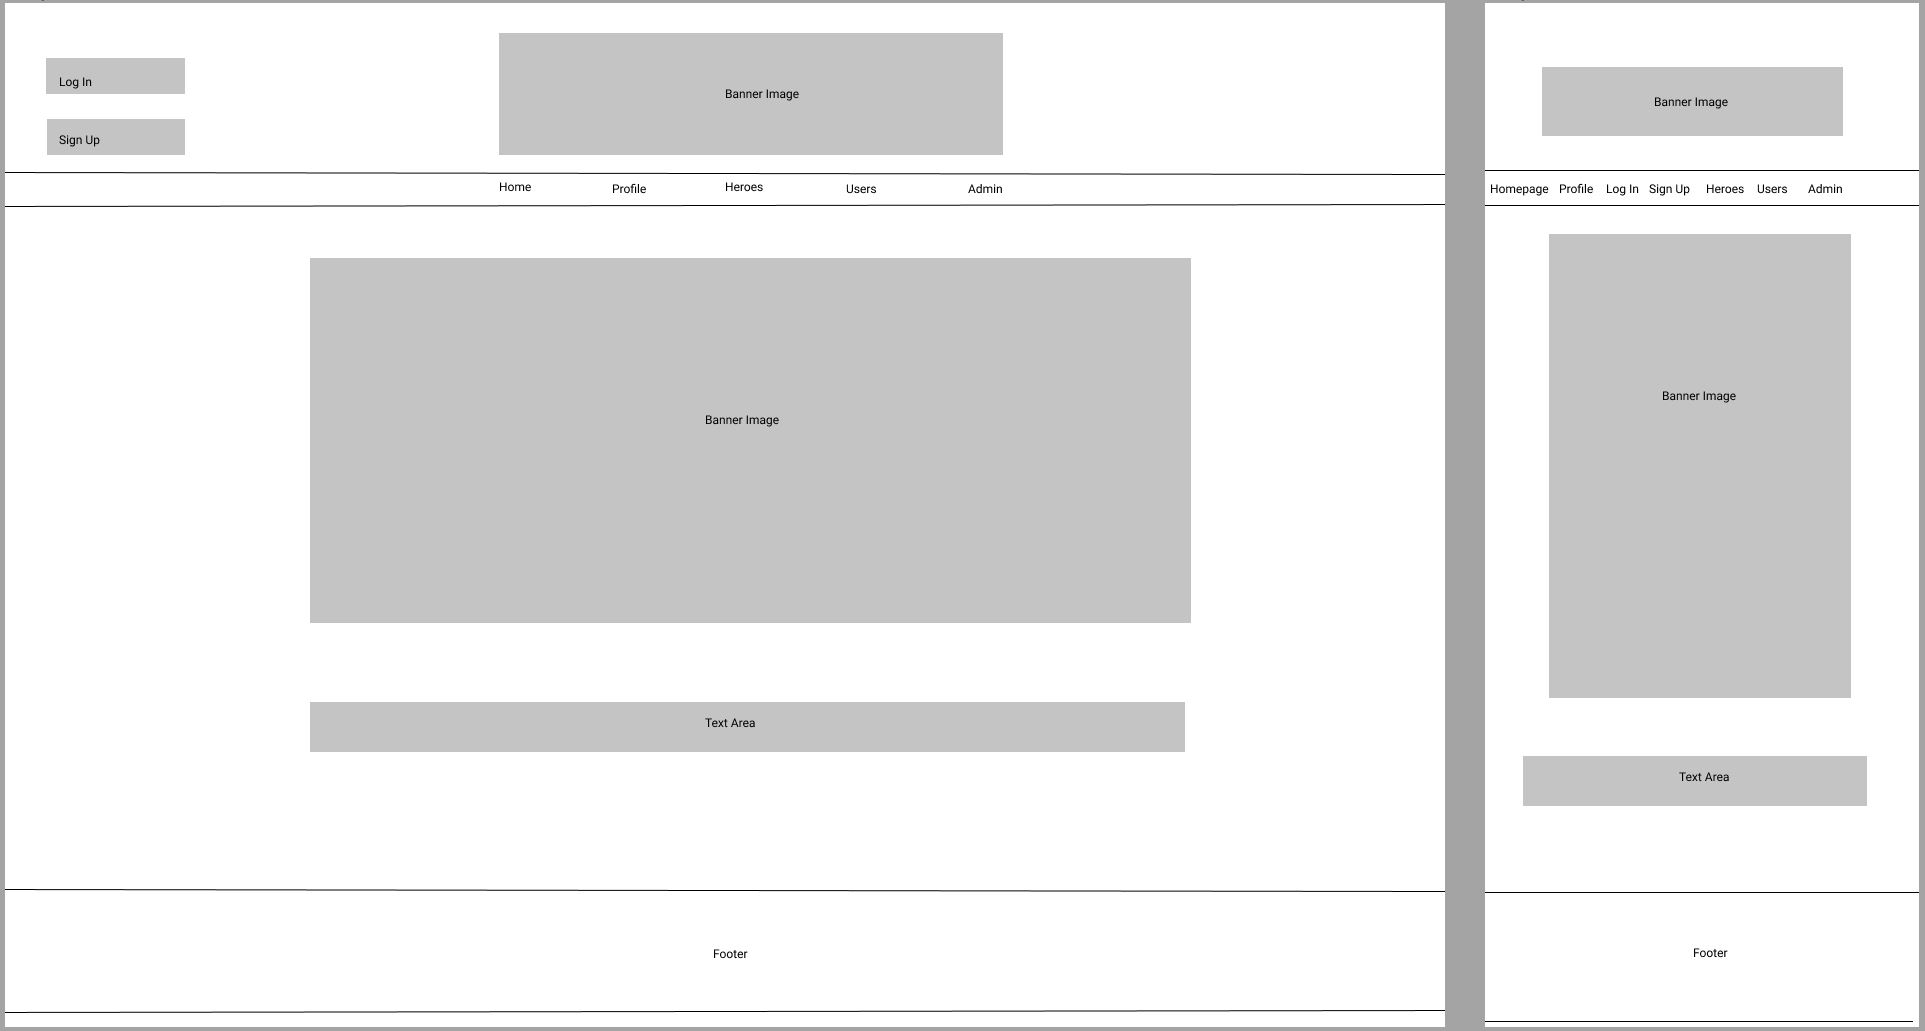 Log In
Sign Up
Banner Image
Home Profile Heroes Users Admin
Banner Image
Text Area
Footer
Banner Image
Homepage Profile Log In Sign Up Heroes Users Admin
Banner Image
Text Area
Footer